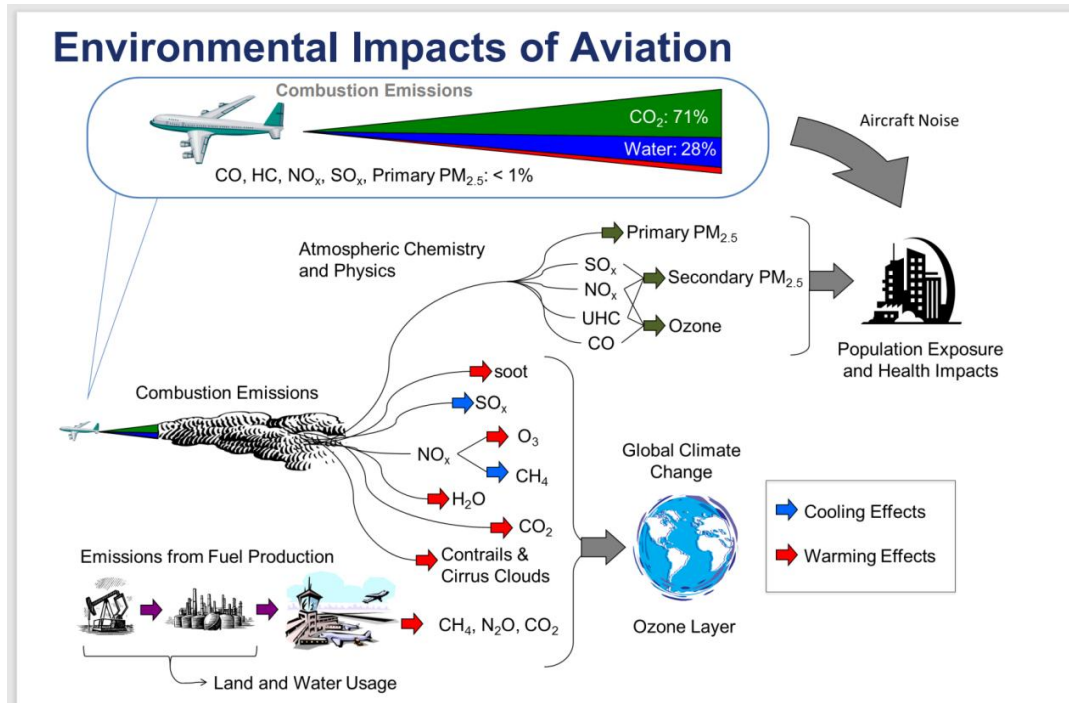 Environmental Impacts of Aviation
Combustion Emissions
CO₂: 71%
Water: 28%
CO, HC, NOₓ, SOₓ, Primary PM₂.₅: < 1%
Aircraft Noise
Atmospheric Chemistry
and Physics
Primary PM₂.₅
SOₓ
NOₓ
Secondary PM₂.₅
UHC
Ozone
CO
Population Exposure
and Health Impacts
Combustion Emissions
soot
SOₓ
NOₓ
O₃
CH₄
H₂O
CO₂
Contrails &
Cirrus Clouds
Global Climate
Change
Ozone Layer
Cooling Effects
Warming Effects
Emissions from Fuel Production
CH₄, N₂O, CO₂
Land and Water Usage